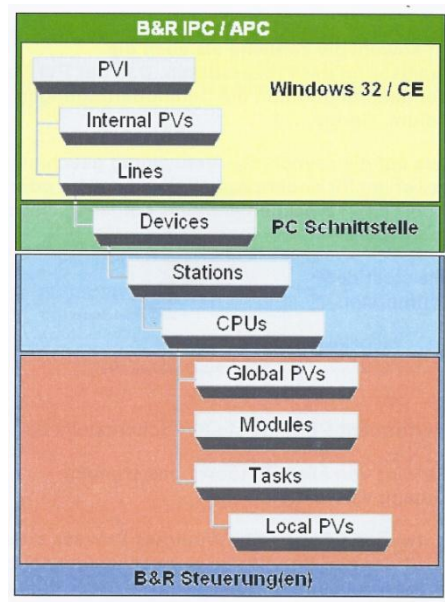 B&R IPC / APC
PVI
Windows 32 / CE
Internal PVs
Lines
Devices
PC Schnittstelle
Stations
CPUs
Global PVs
Modules
Tasks
Local PVs
B&R Steuerung(en)